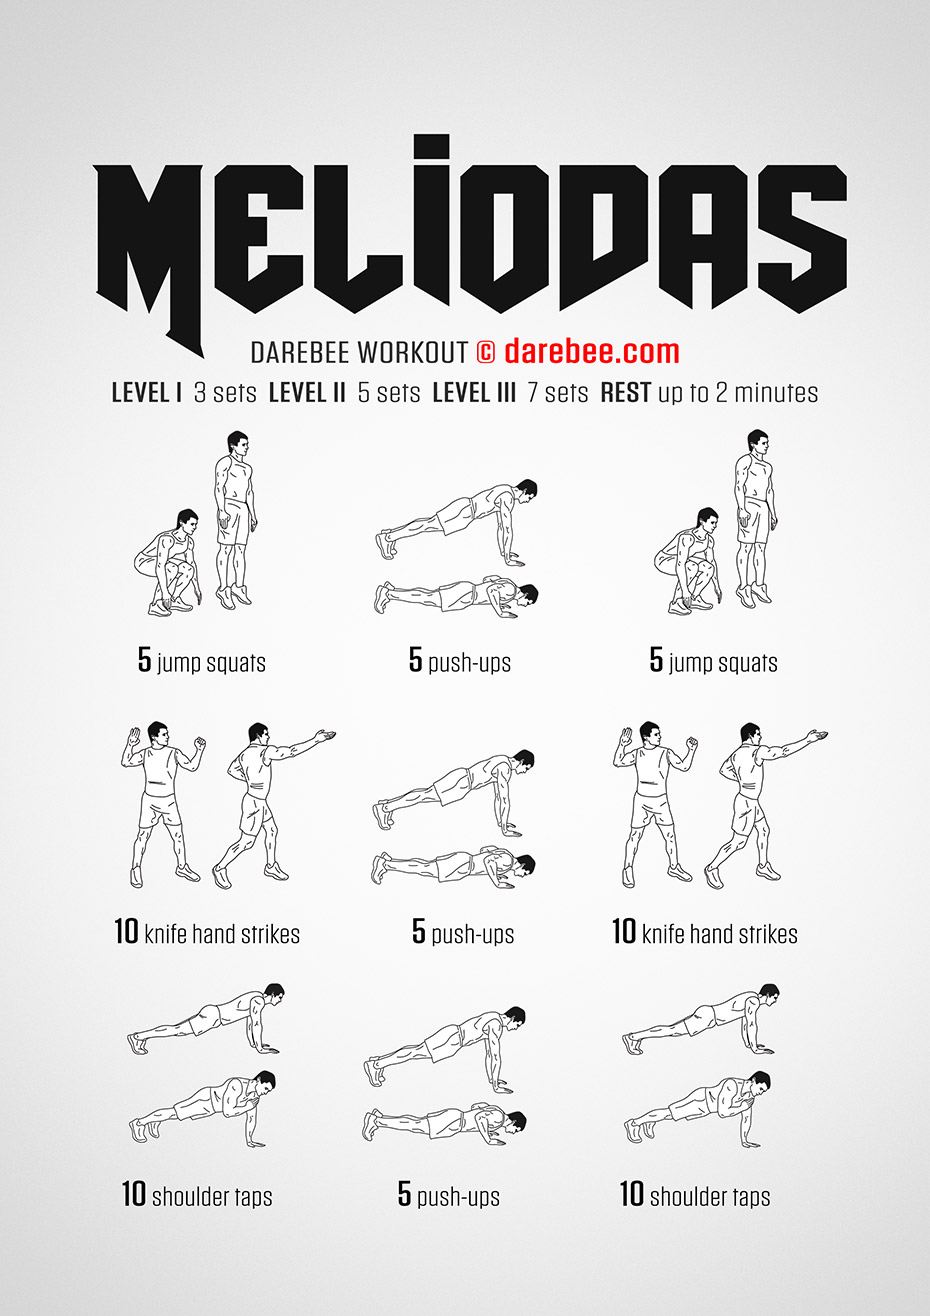 MELIODAS
DAREBEE WORKOUT © darebee.com
LEVEL I 3 sets LEVEL II 5 sets LEVEL III 7 sets REST up to 2 minutes
5 jump squats
5 push-ups
5 jump squats
10 knife hand strikes
5 push-ups
10 knife hand strikes
10 shoulder taps
5 push-ups
10 shoulder taps